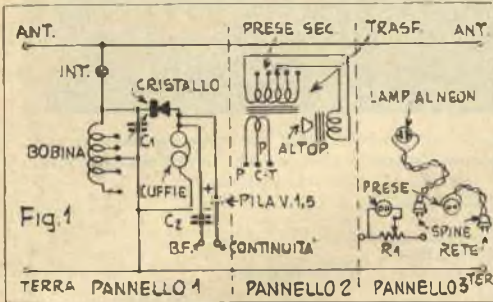 ANT. PRESE SEC. TRASF. ANT.
INT.
CRISTALLO
LAMP AL NEON
BOBINA
C1
P.
ALTOP.
P C-T
CUFFIE
PRESE
Fig.1
+
PILA V. 1,5
C2
R1
SPINE
RETE
B.F. CONTINUITA'
TERRA PANNELLO 1 PANNELLO 2 PANNELLO 3 TER